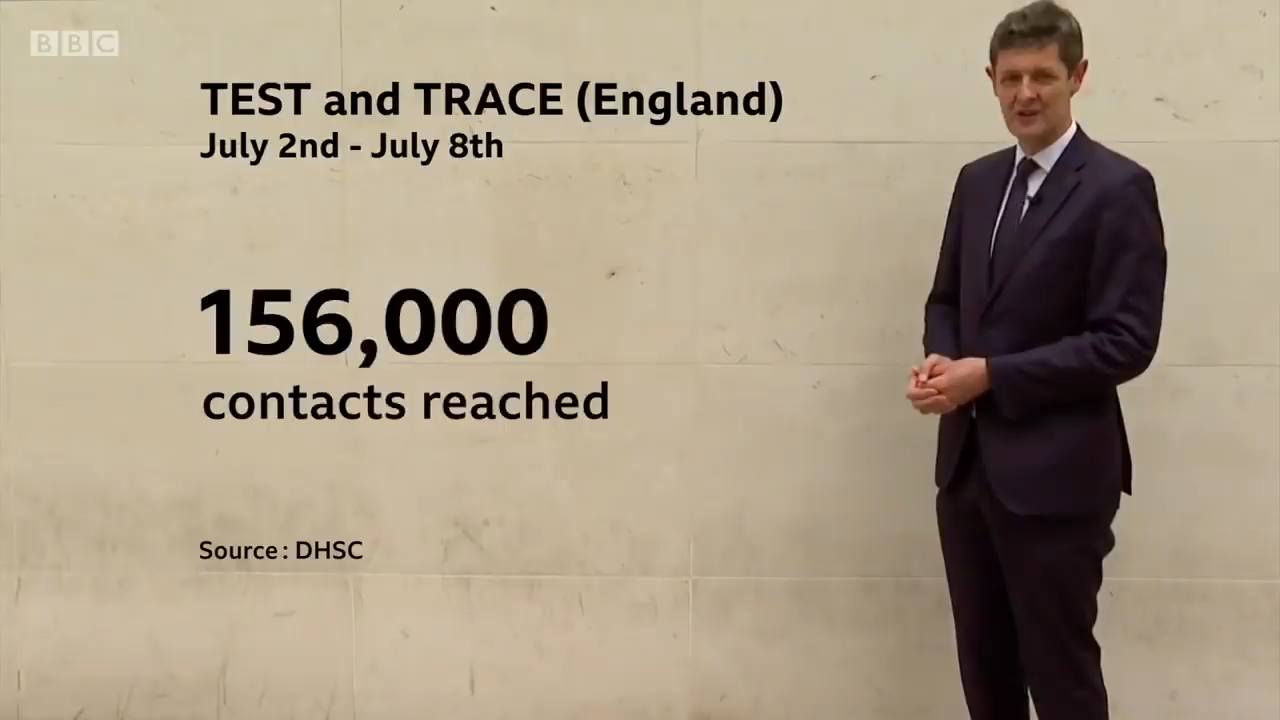 BBC
TEST and TRACE (England)
July 2nd - July 8th
156,000
contacts reached
Source: DHSC